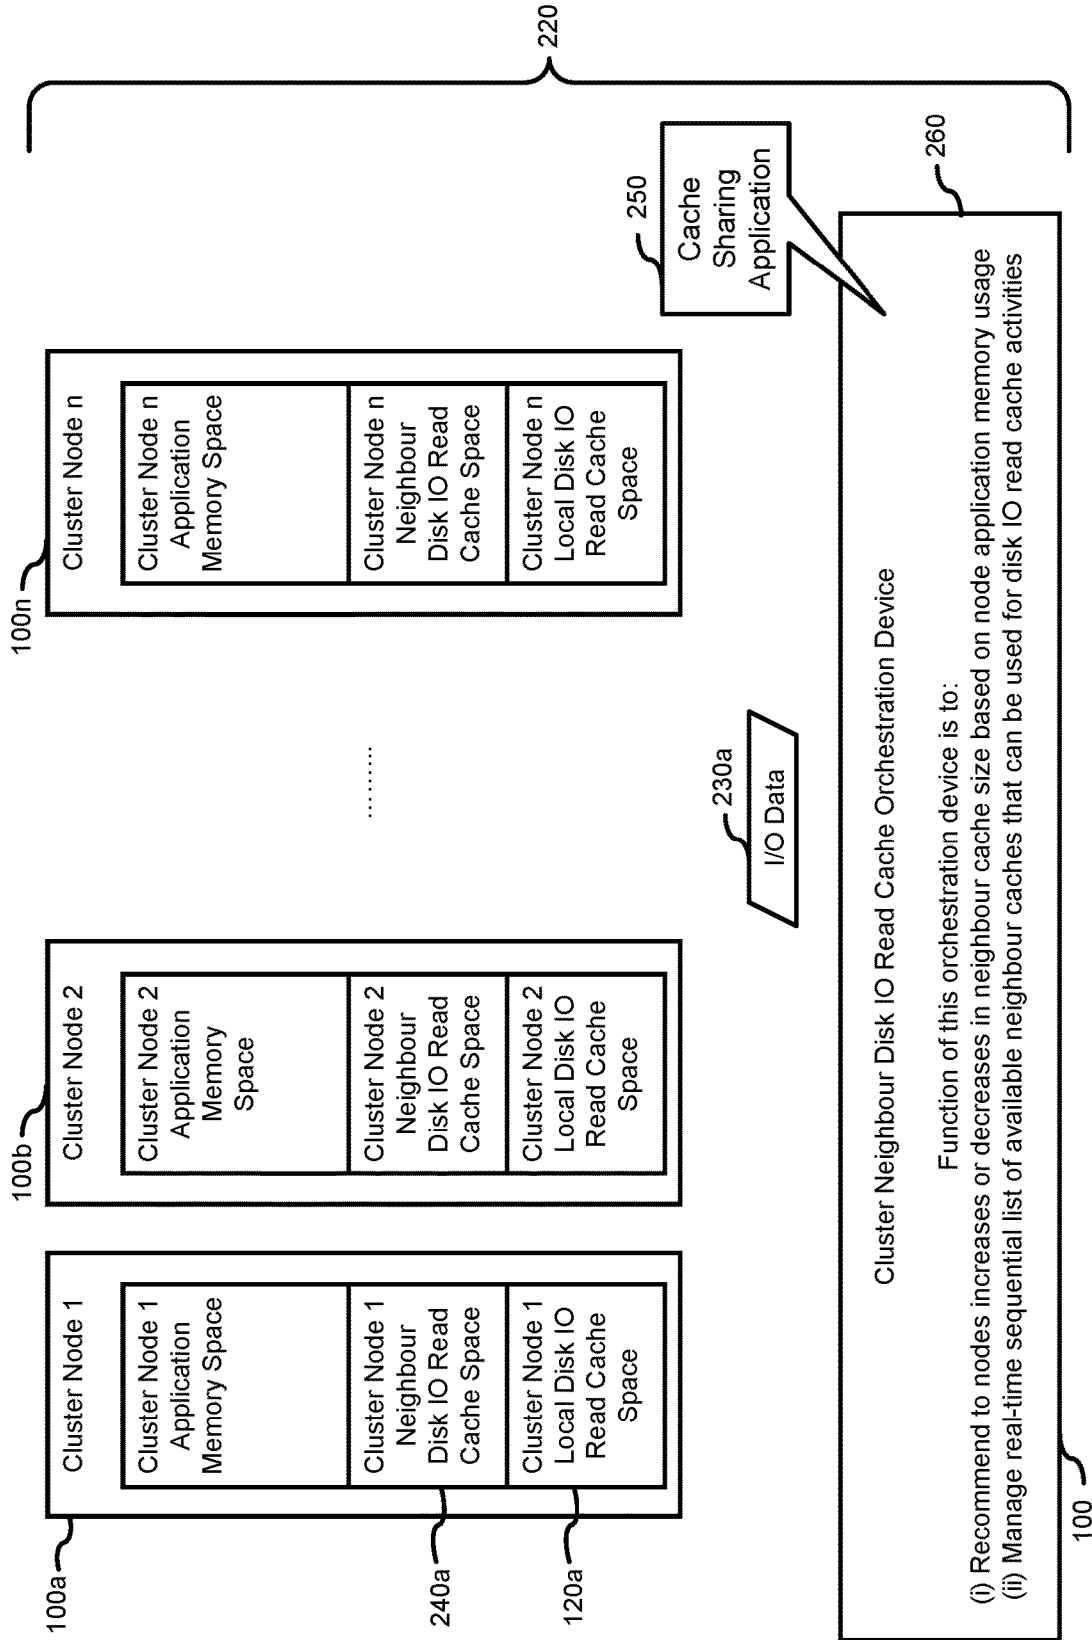 100a
Cluster Node 1
Cluster Node 1
Application
Memory Space
Cluster Node 1
Neighbour
Disk IO Read
Cache Space
240a
Cluster Node 1
Local Disk IO
Read Cache
Space
120a
100b
Cluster Node 2
Cluster Node 2
Application
Memory
Space
Cluster Node 2
Neighbour
Disk IO Read
Cache Space
Cluster Node 2
Local Disk IO
Read Cache
Space
.........
100n
Cluster Node n
Cluster Node n
Application
Memory Space
Cluster Node n
Neighbour
Disk IO Read
Cache Space
Cluster Node n
Local Disk IO
Read Cache
Space
220
230a
I/O Data
250
Cache
Sharing
Application
260
Cluster Neighbour Disk IO Read Cache Orchestration Device
Function of this orchestration device is to:
(i) Recommend to nodes increases or decreases in neighbour cache size based on node application memory usage
(ii) Manage real-time sequential list of available neighbour caches that can be used for disk IO read cache activities
100